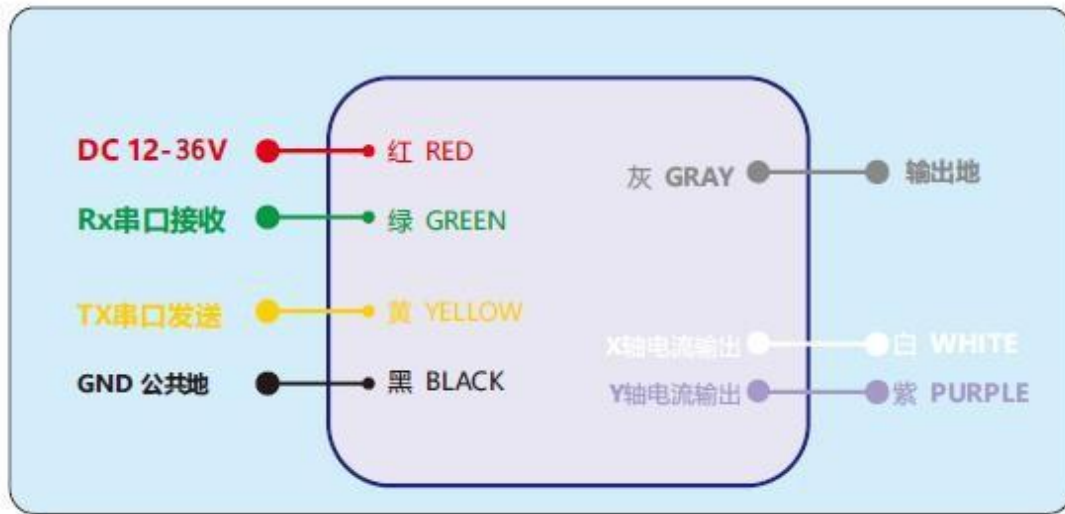 DC 12-36V 红 RED
灰 GRAY 输出地
Rx串口接收 绿 GREEN
TX串口发送 黄 YELLOW
X轴电流输出 白 WHITE
GND 公共地 黑 BLACK
Y轴电流输出 紫 PURPLE